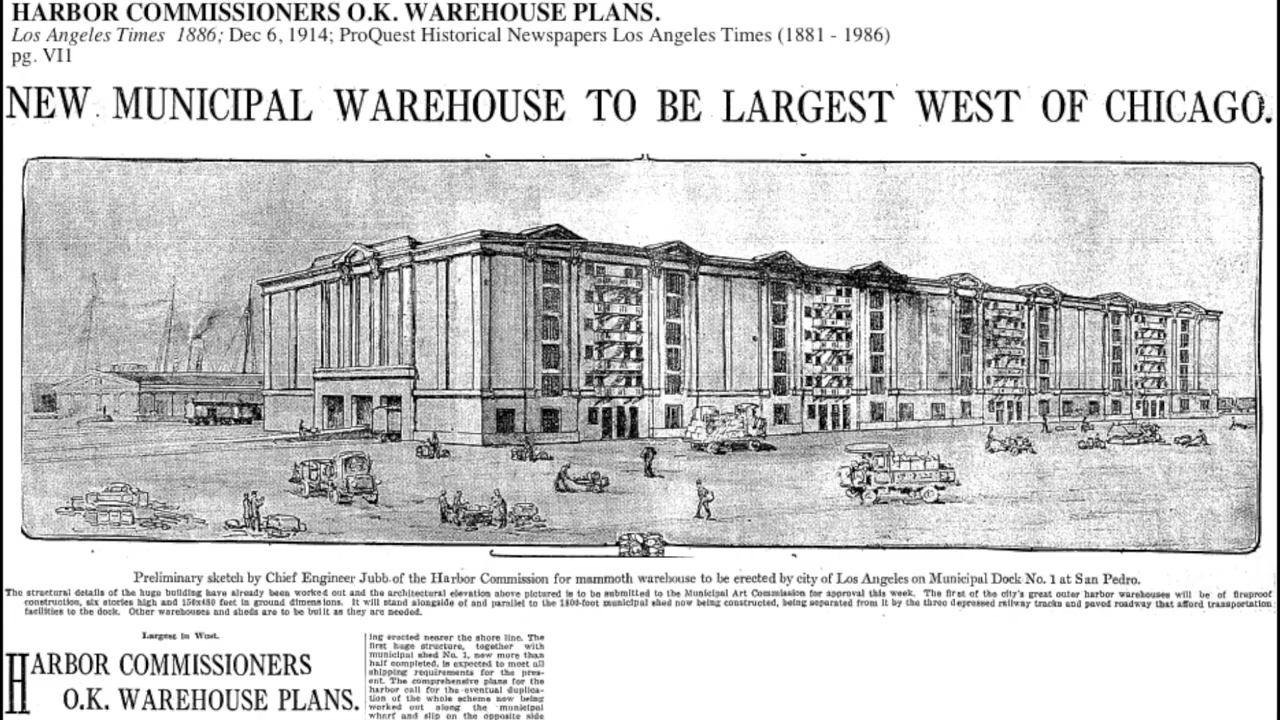 HARBOR COMMISSIONERS O.K. WAREHOUSE PLANS.
Los Angeles Times 1886; Dec 6, 1914; ProQuest Historical Newspapers Los Angeles Times (1881 - 1986)
pg. VI1
NEW MUNICIPAL WAREHOUSE TO BE LARGEST WEST OF CHICAGO.
Preliminary sketch by Chief Engineer Jubb of the Harbor Commission for mammoth warehouse to be erected by city of Los Angeles on Municipal Dock No. 1 at San Pedro.
The structural details of the huge building have already been worked out and the architectural elevation above pictured is to be submitted to the Municipal Art Commission for approval this week. The first of the city's great outer harbor warehouses will be of fireproof
construction, six stories high and 150x480 feet in ground dimensions. It will stand alongside of and parallel to the 1800-foot municipal shed now being constructed, being separated from it by the three depressed railway tracks and paved roadway that afford transportation
facilities to the dock. Other warehouses and sheds are to be built as they are needed.
Largest in West.
HARBOR COMMISSIONERS
O.K. WAREHOUSE PLANS.
ing erected nearer the shore line. The
first huge structure, together with
municipal shed No. 1, now more than
half completed, is expected to meet all
shipping requirements for the pres-
ent. The comprehensive plans for the
harbor call for the eventual duplica-
tion of the whole scheme now being
worked out along the municipal
wharf and slip on the opposite side